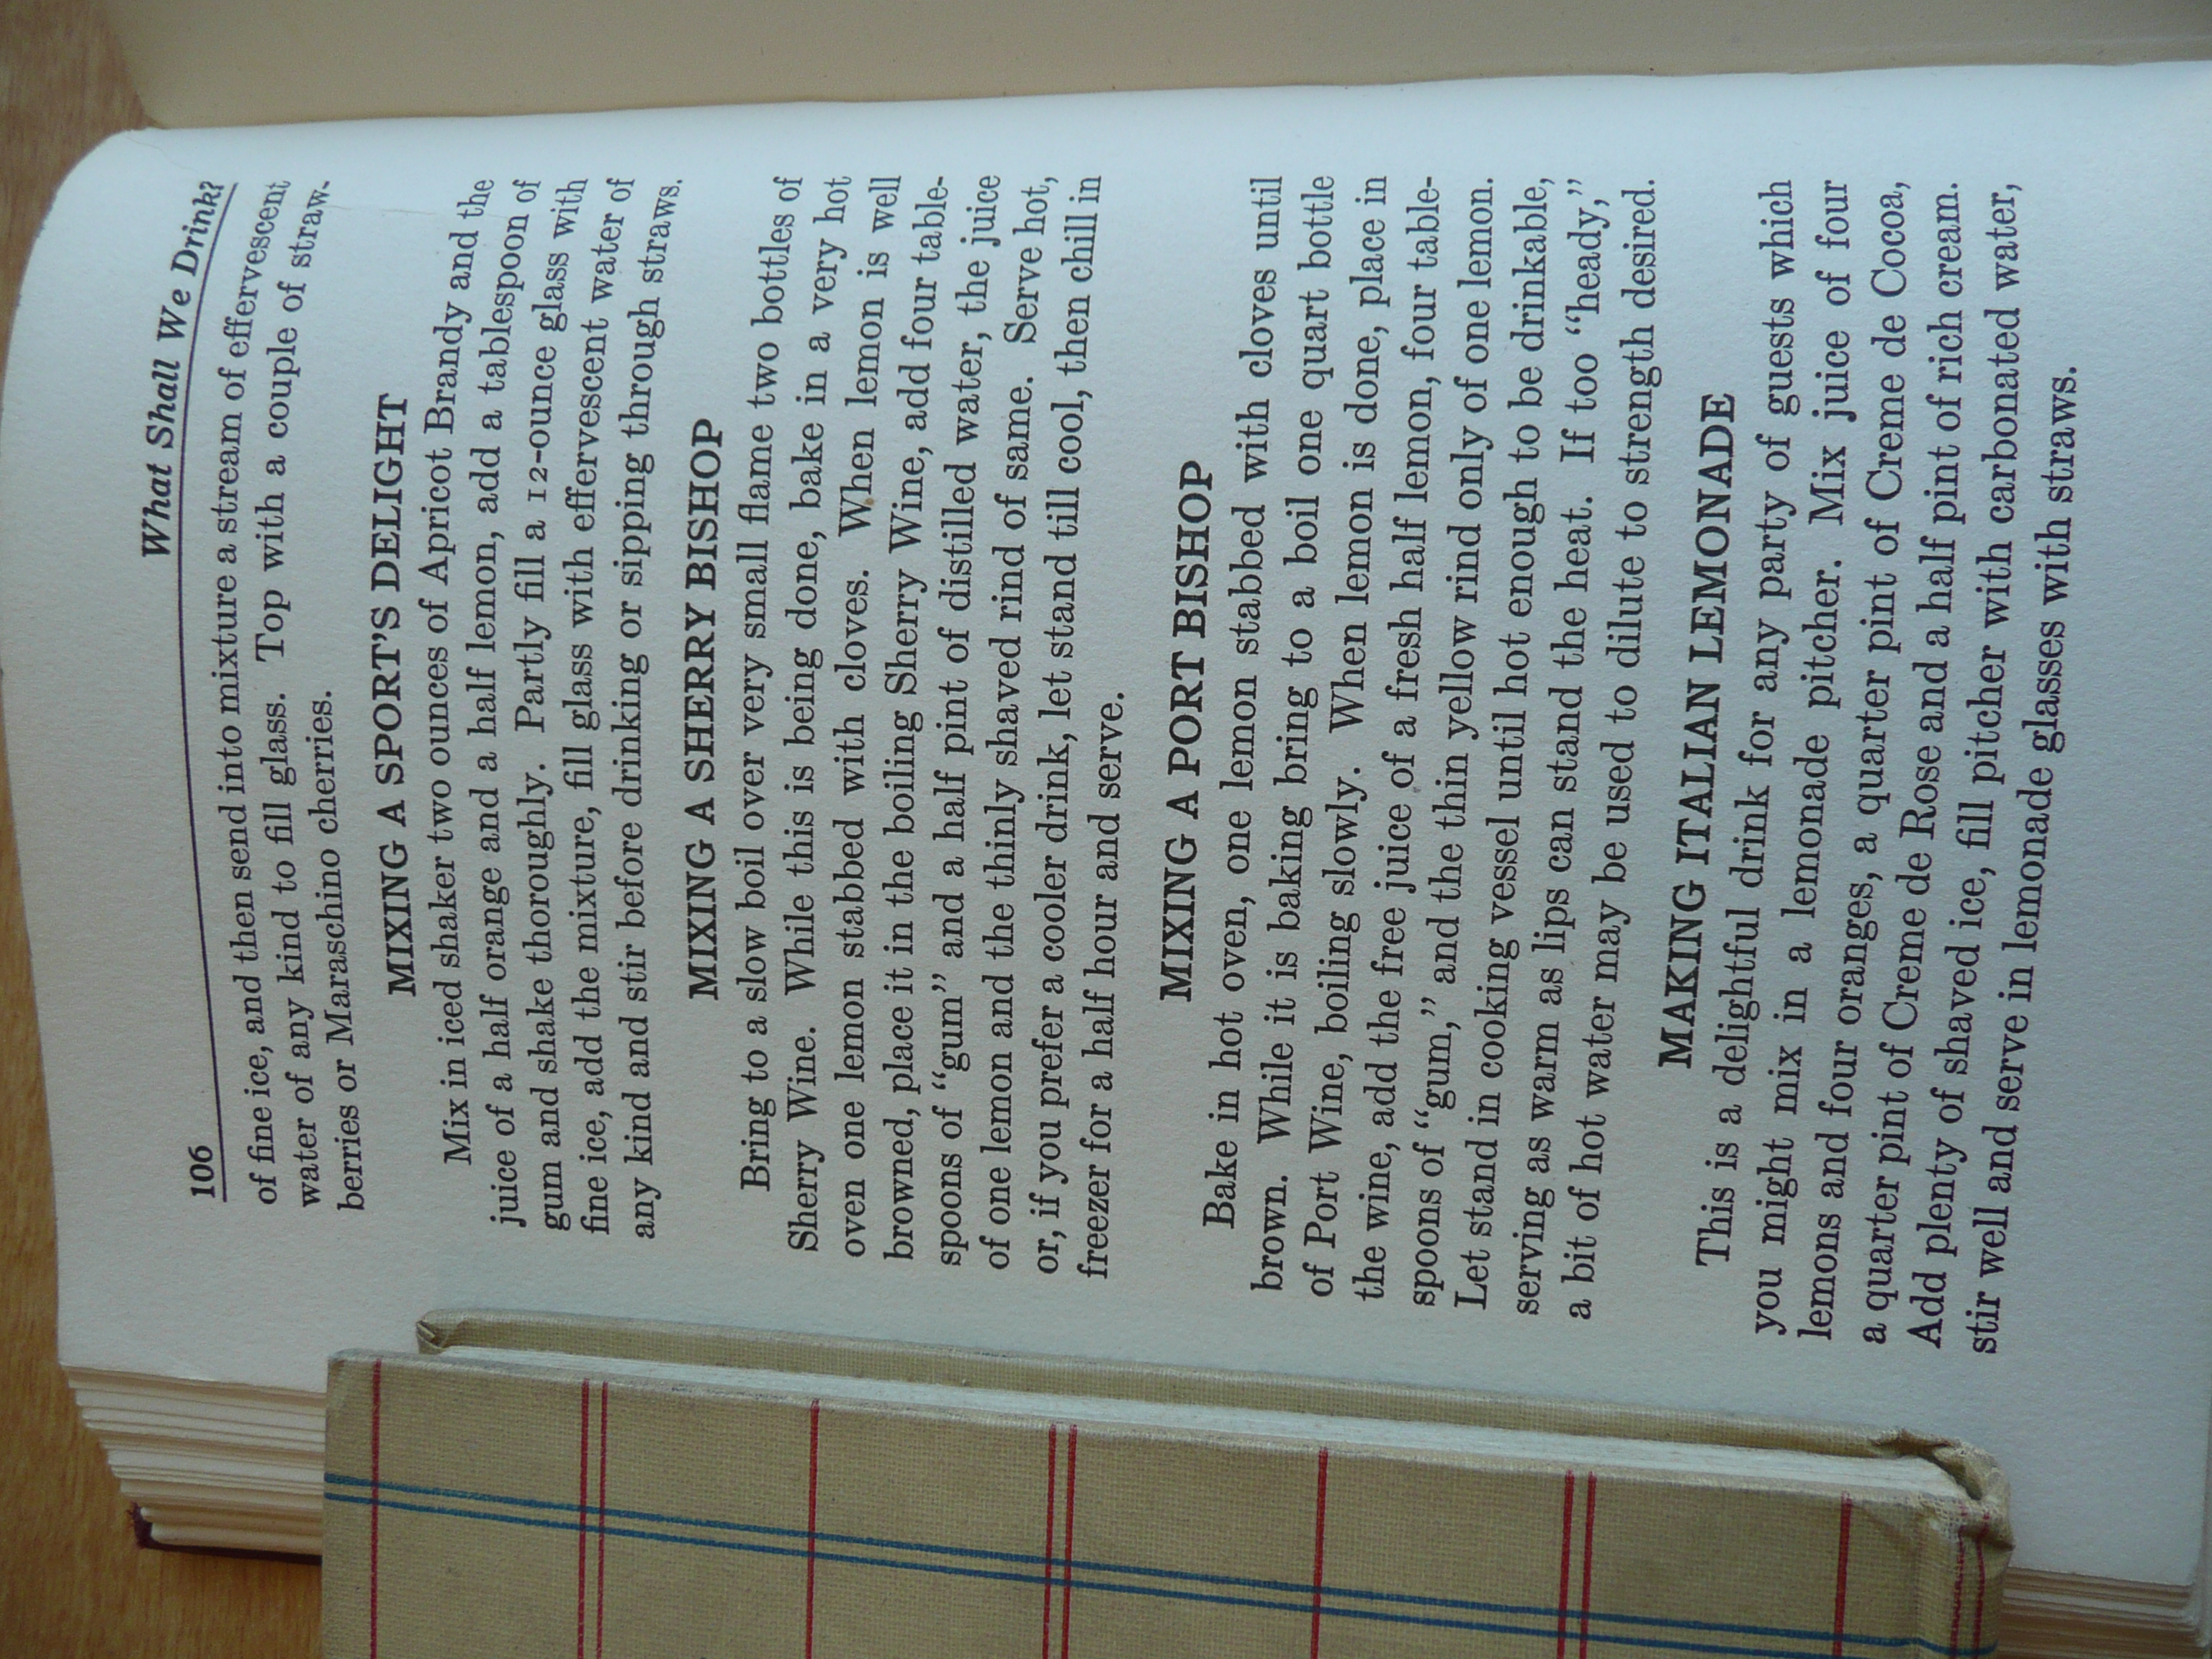 106
What Shall We Drink?
of fine ice, and then send into mixture a stream of effervescent
water of any kind to fill glass. Top with a couple of straw-
berries or Maraschino cherries.
MIXING A SPORT'S DELIGHT
Mix in iced shaker two ounces of Apricot Brandy and the
juice of a half orange and a half lemon, add a tablespoon of
gum and shake thoroughly. Partly fill a 12-ounce glass with
fine ice, add the mixture, fill glass with effervescent water of
any kind and stir before drinking or sipping through straws.
MIXING A SHERRY BISHOP
Bring to a slow boil over very small flame two bottles of
Sherry Wine. While this is being done, bake in a very hot
oven one lemon stabbed with cloves. When lemon is well
browned, place it in the boiling Sherry Wine, add four table-
spoons of "gum" and a half pint of distilled water, the juice
of one lemon and the thinly shaved rind of same. Serve hot,
or, if you prefer a cooler drink, let stand till cool, then chill in
freezer for a half hour and serve.
MIXING A PORT BISHOP
Bake in hot oven, one lemon stabbed with cloves until
brown. While it is baking bring to a boil one quart bottle
of Port Wine, boiling slowly. When lemon is done, place in
the wine, add the free juice of a fresh half lemon, four table-
spoons of "gum," and the thin yellow rind only of one lemon.
Let stand in cooking vessel until hot enough to be drinkable,
serving as warm as lips can stand the heat. If too "heady,"
a bit of hot water may be used to dilute to strength desired.
MAKING ITALIAN LEMONADE
This is a delightful drink for any party of guests which
you might mix in a lemonade pitcher. Mix juice of four
lemons and four oranges, a quarter pint of Creme de Cocoa,
a quarter pint of Creme de Rose and a half pint of rich cream.
Add plenty of shaved ice, fill pitcher with carbonated water,
stir well and serve in lemonade glasses with straws.